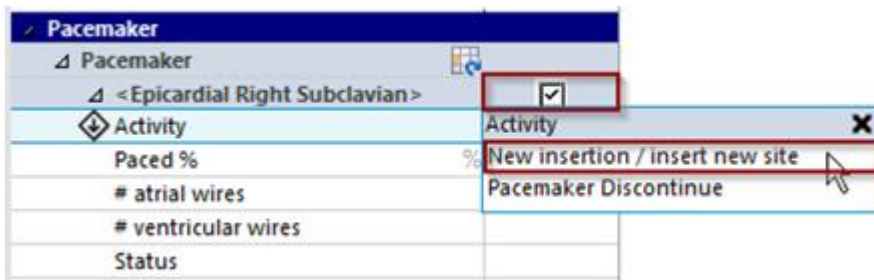 Pacemaker
Pacemaker
<Epicardial Right Subclavian>
Activity
Activity
Paced %
%
New insertion / insert new site
# atrial wires
Pacemaker Discontinue
# ventricular wires
Status